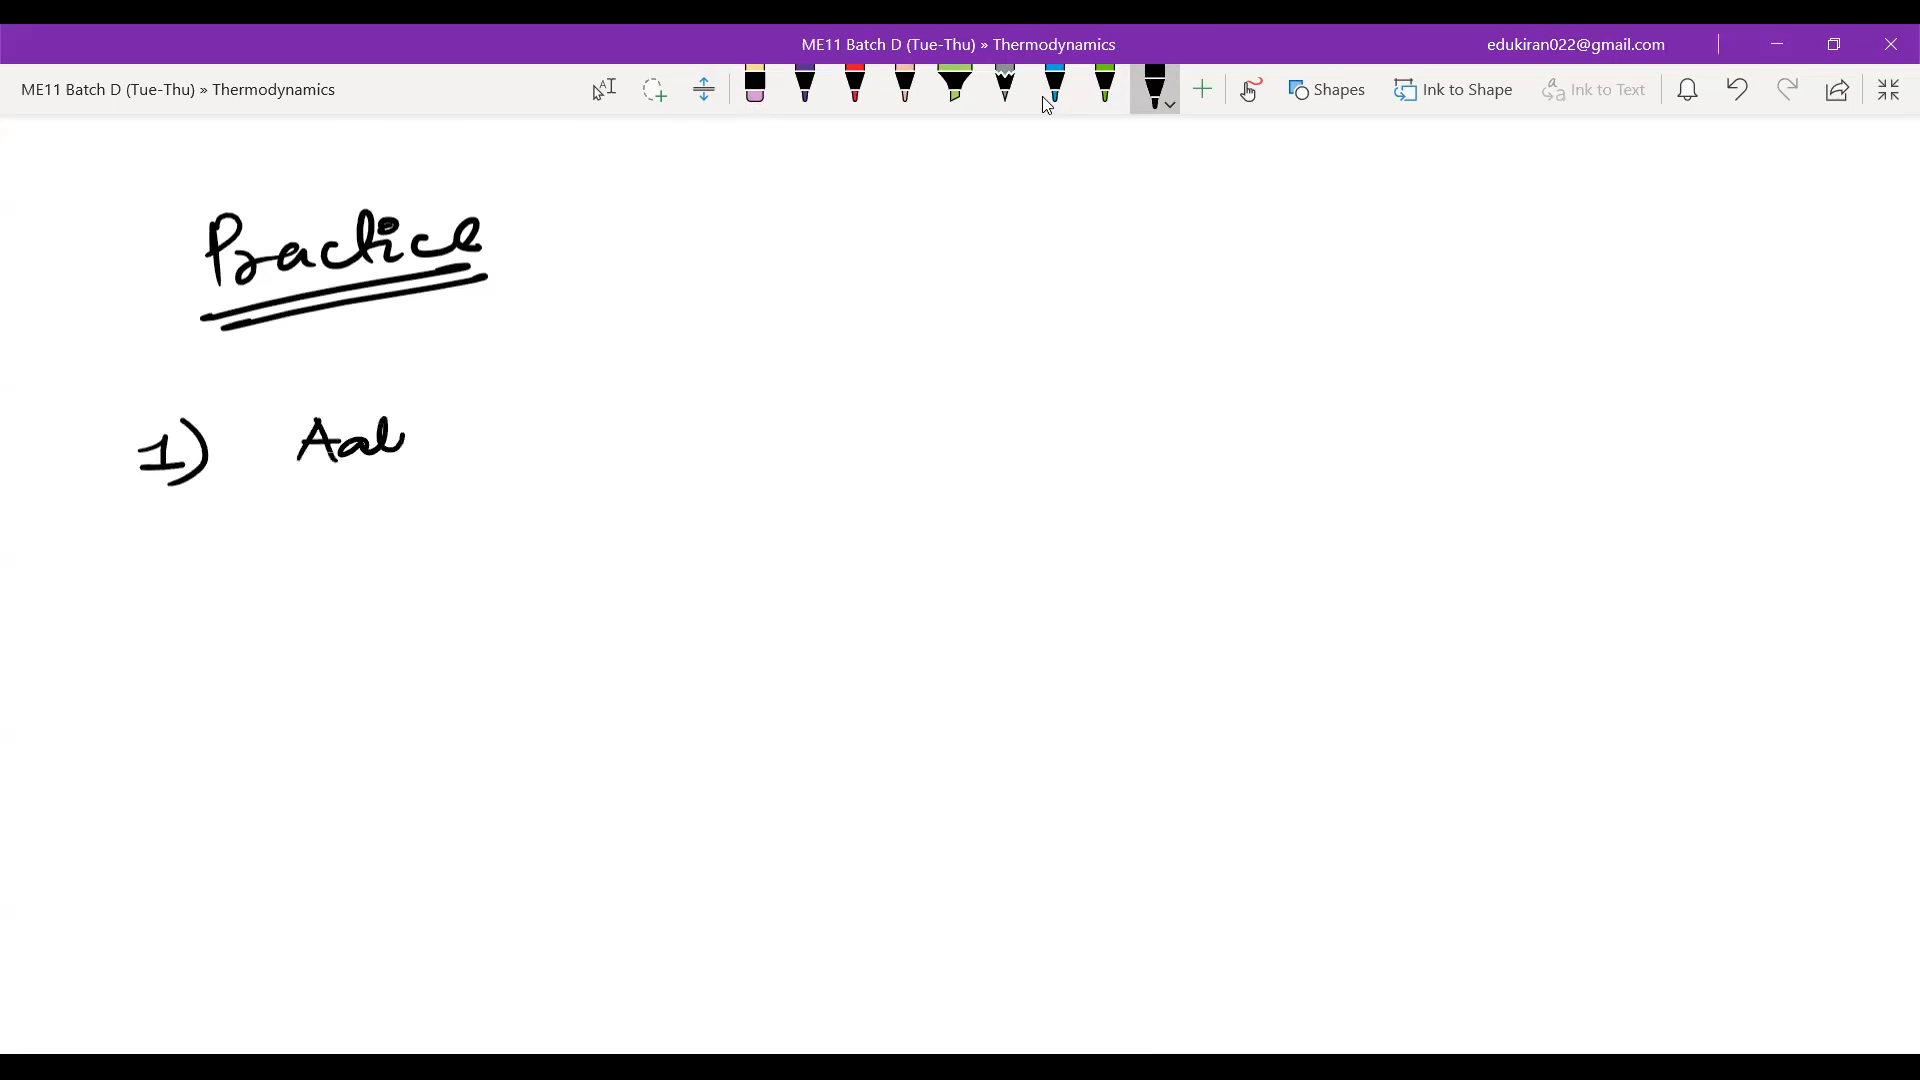 ME11 Batch D (Tue-Thu) » Thermodynamics edukiran022@gmail.com
ME11 Batch D (Tue-Thu) » Thermodynamics Shapes Ink to Shape Ink to Text
Practice
1) Aal